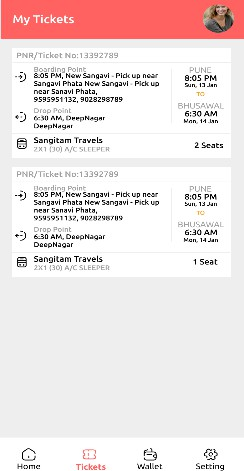 My Tickets
PNR/Ticket No:13392789
Boarding Point
8:05 PM, New Sangavi - Pick up near
Sangavi Phata New Sangavi - Pick up
near Sanavi Phata,
9595951132, 9028298789
Drop Point
6:30 AM, DeepNagar
DeepNagar
PUNE
8:05 PM
Sun, 13 Jan
TO
BHUSAWAL
6:30 AM
Mon, 14 Jan
Sangitam Travels
2X1 (30) A/C SLEEPER
2 Seats
PNR/Ticket No:13392789
Boarding Point
8:05 PM, New Sangavi - Pick up near
Sangavi Phata New Sangavi - Pick up
near Sanavi Phata,
9595951132, 9028298789
Drop Point
6:30 AM, DeepNagar
DeepNagar
PUNE
8:05 PM
Sun, 13 Jan
TO
BHUSAWAL
6:30 AM
Mon, 14 Jan
Sangitam Travels
2X1 (30) A/C SLEEPER
1 Seat
Home
Tickets
Wallet
Setting